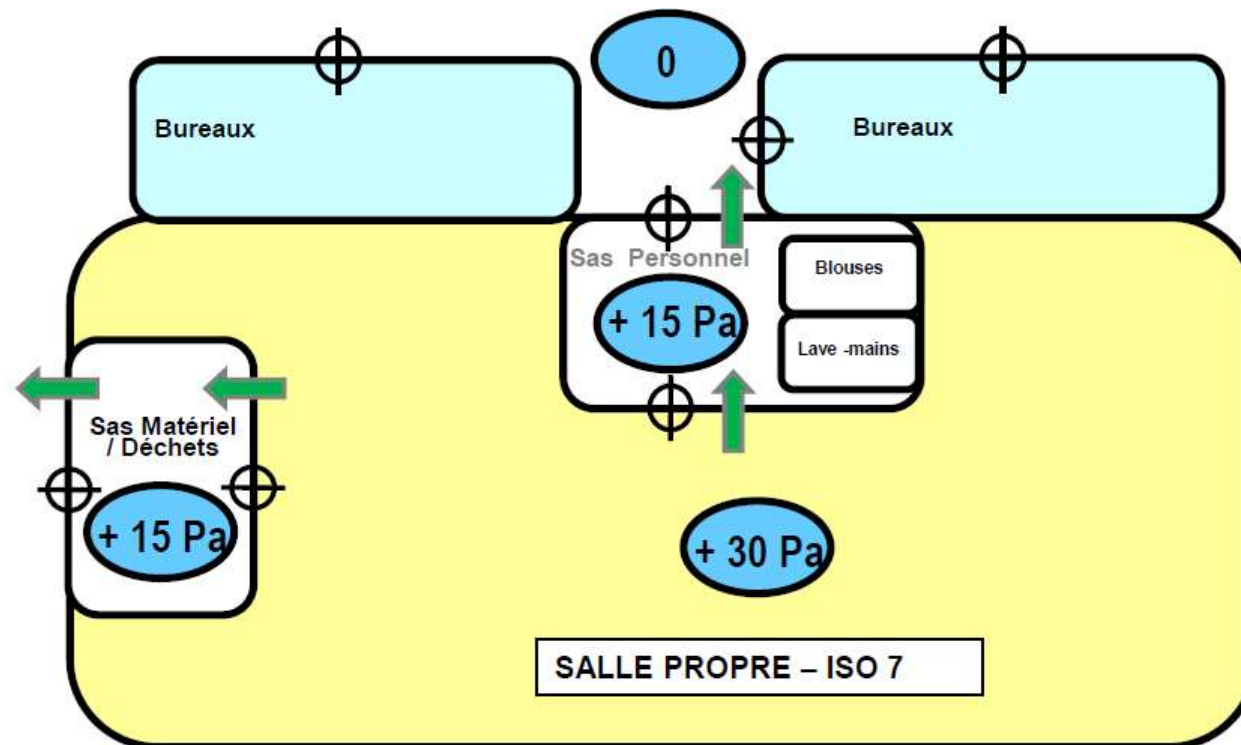 0
Bureaux
Bureaux
Sas Personnel
Blouses
+ 15 Pa
Lave -mains
Sas Matériel
/ Déchets
+ 15 Pa
+ 30 Pa
SALLE PROPRE – ISO 7